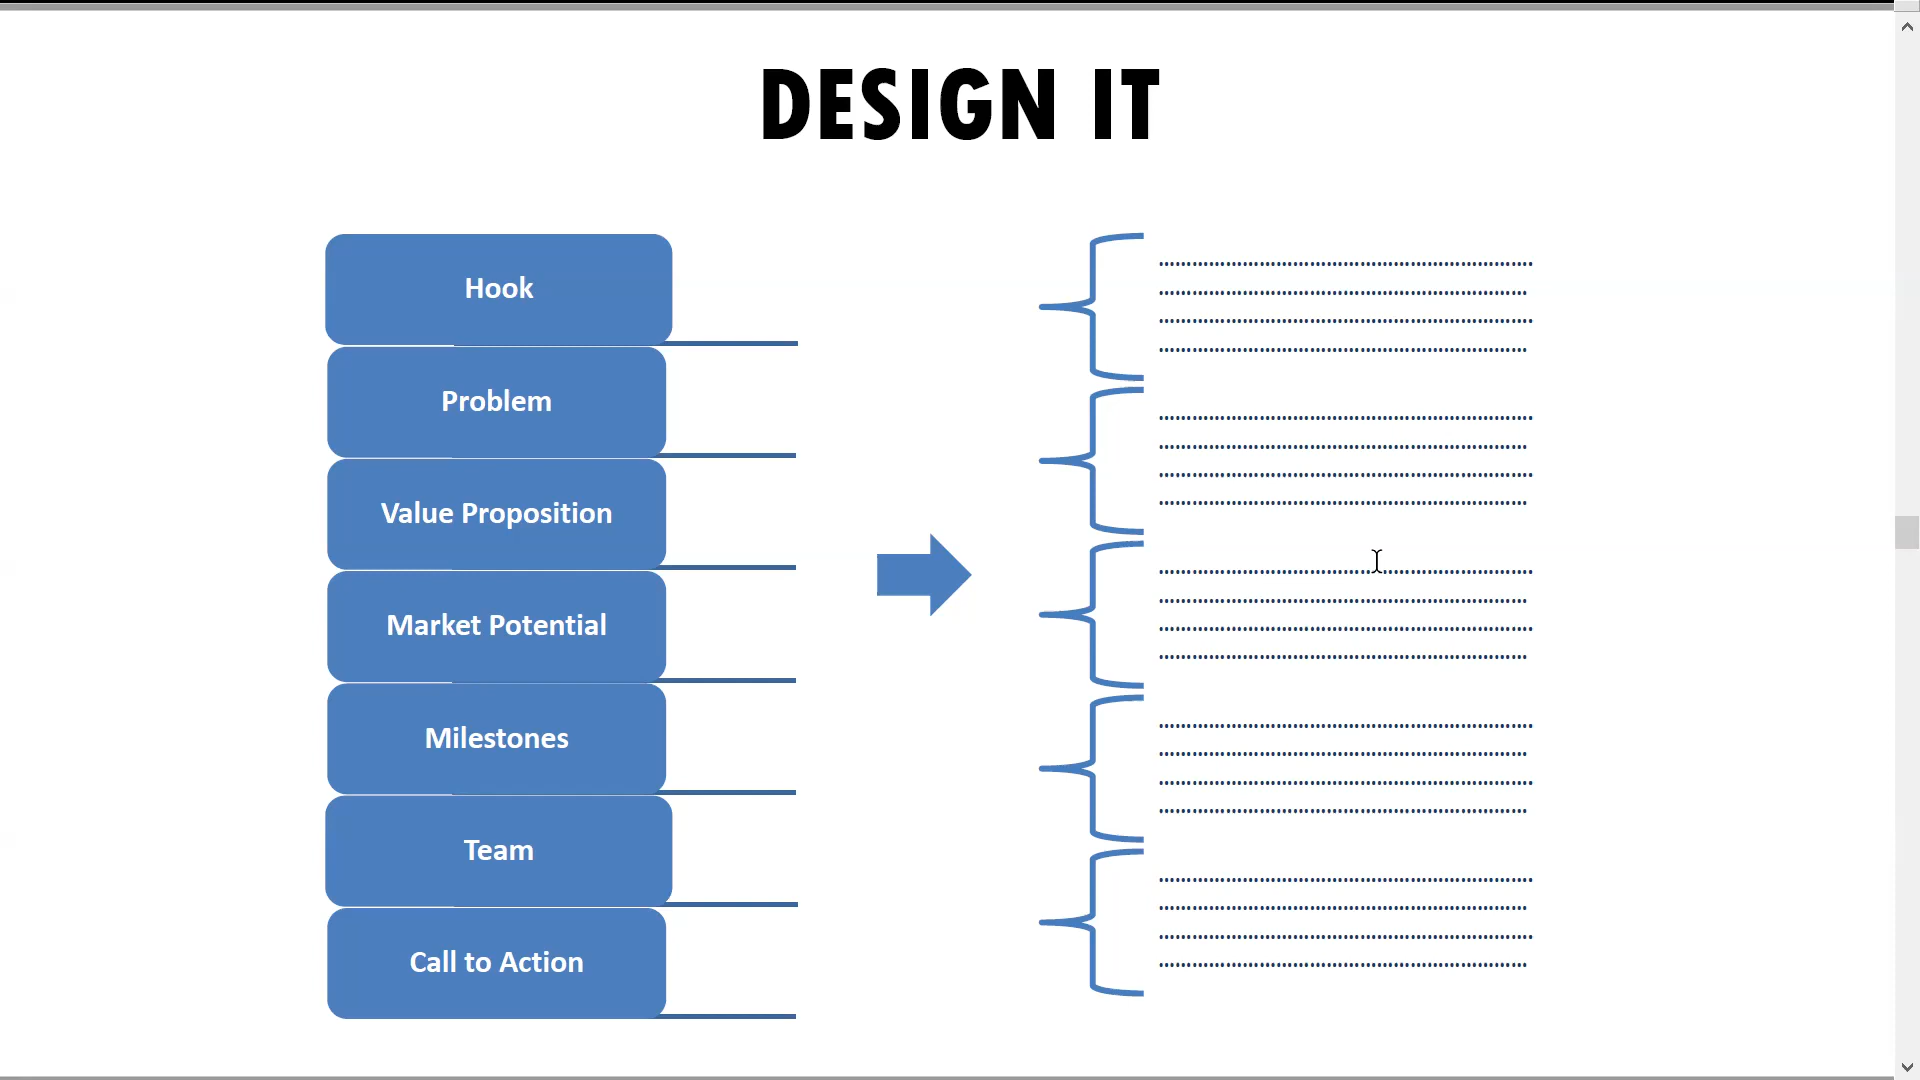 DESIGN IT
Hook
Problem
Value Proposition
Market Potential
Milestones
Team
Call to Action